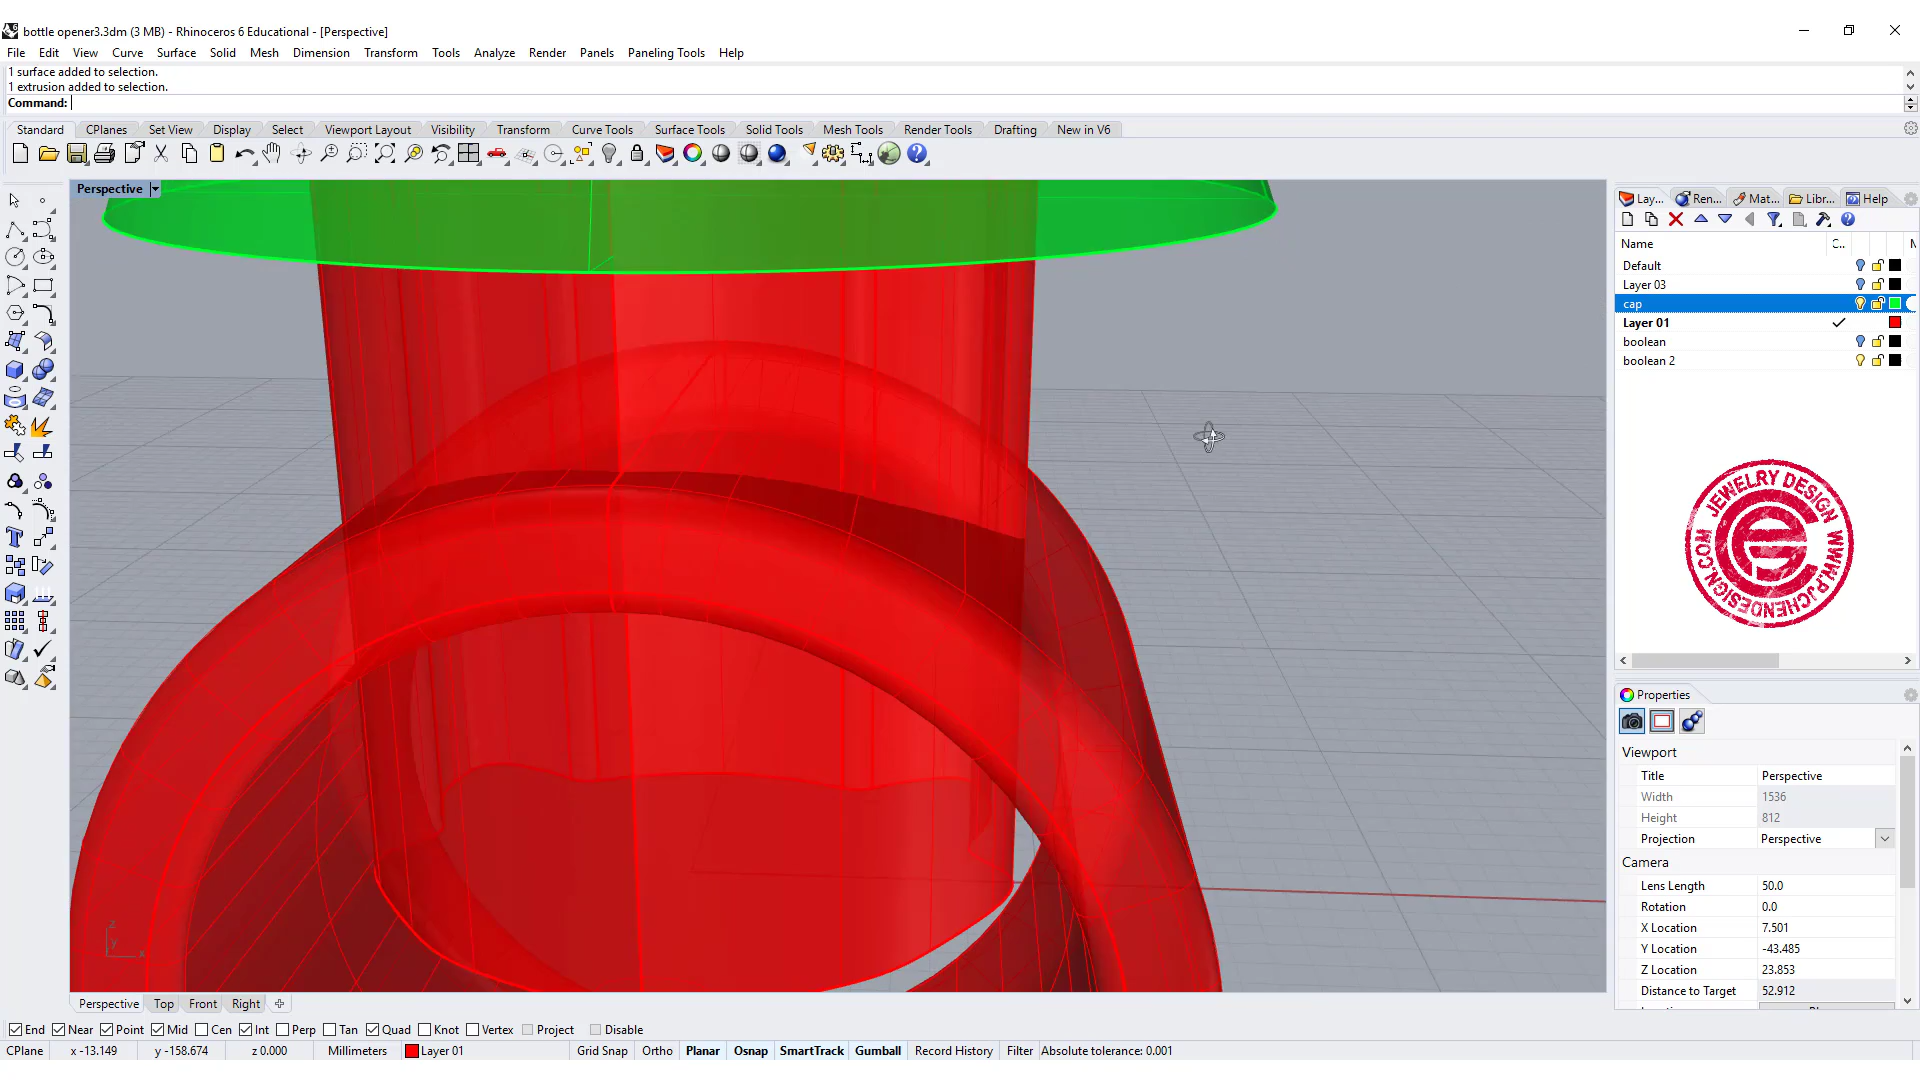 bottle opener3.3dm (3 MB) - Rhinoceros 6 Educational - [Perspective]
File Edit View Curve Surface Solid Mesh Dimension Transform Tools Analyze Render Panels Paneling Tools Help
1 surface added to selection.
1 extrusion added to selection.
Command:
Standard CPlanes Set View Display Select Viewport Layout Visibility Transform Curve Tools Surface Tools Solid Tools Mesh Tools Render Tools Drafting New in V6
Perspective
Lay... Ren... Mat... Libr... Help
Name C.. M
Default
Layer 03
cap
Layer 01
boolean
boolean 2
JEWELRY DESIGN
WWW.PJCHENDESIGN.COM
Properties
Viewport
Title Perspective
Width 1536
Height 812
Projection Perspective
Camera
Lens Length 50.0
Rotation 0.0
X Location 7.501
Y Location -43.485
Z Location 23.853
Distance to Target 52.912
z
y
x
Perspective Top Front Right
End Near Point Mid Cen Int Perp Tan Quad Knot Vertex Project Disable
CPlane x -13.149 y -158.674 z 0.000 Millimeters Layer 01 Grid Snap Ortho Planar Osnap SmartTrack Gumball Record History Filter Absolute tolerance: 0.001